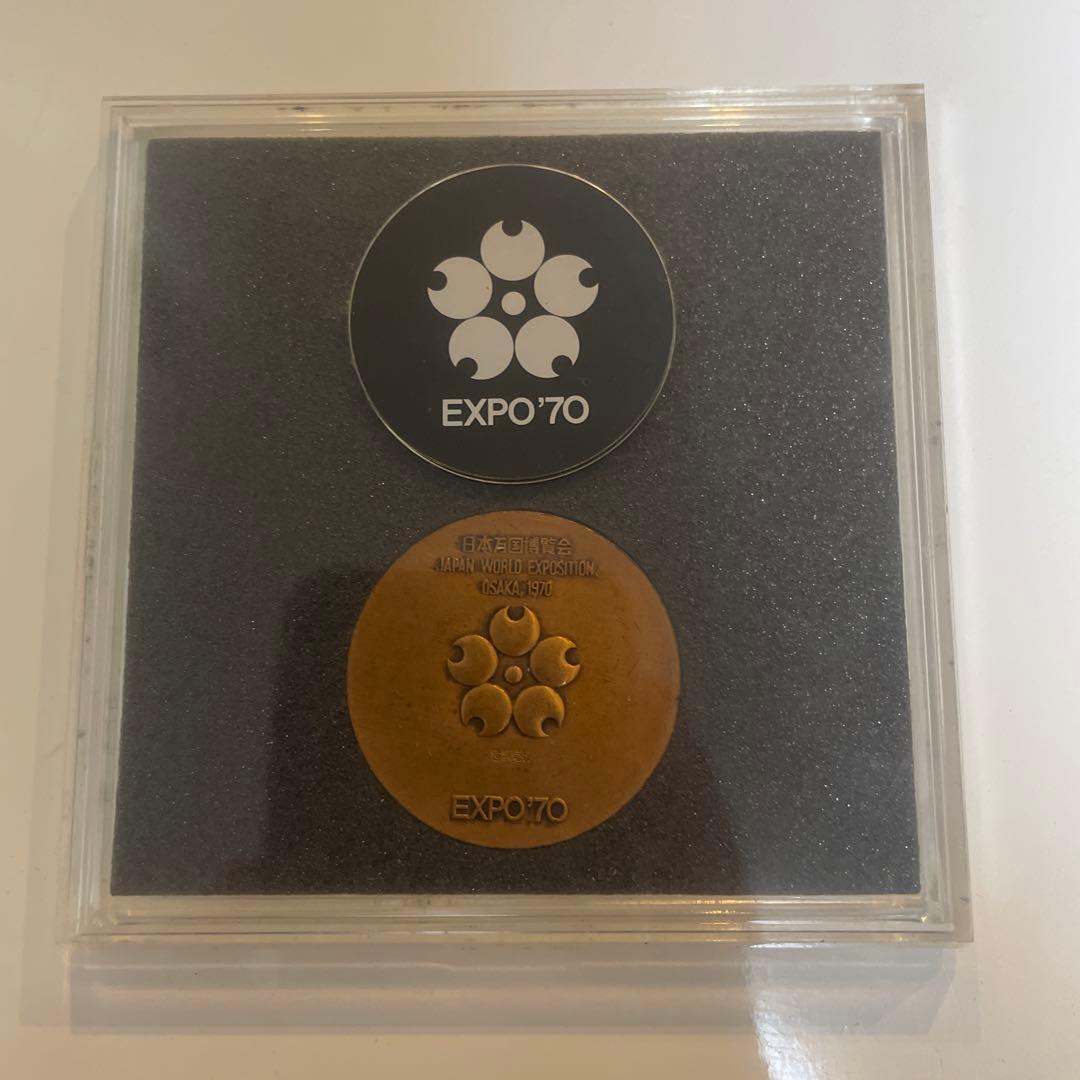 EXPO'70
日本万国博覧会
JAPAN WORLD EXPOSITION,
OSAKA, 1970
EXPO'70